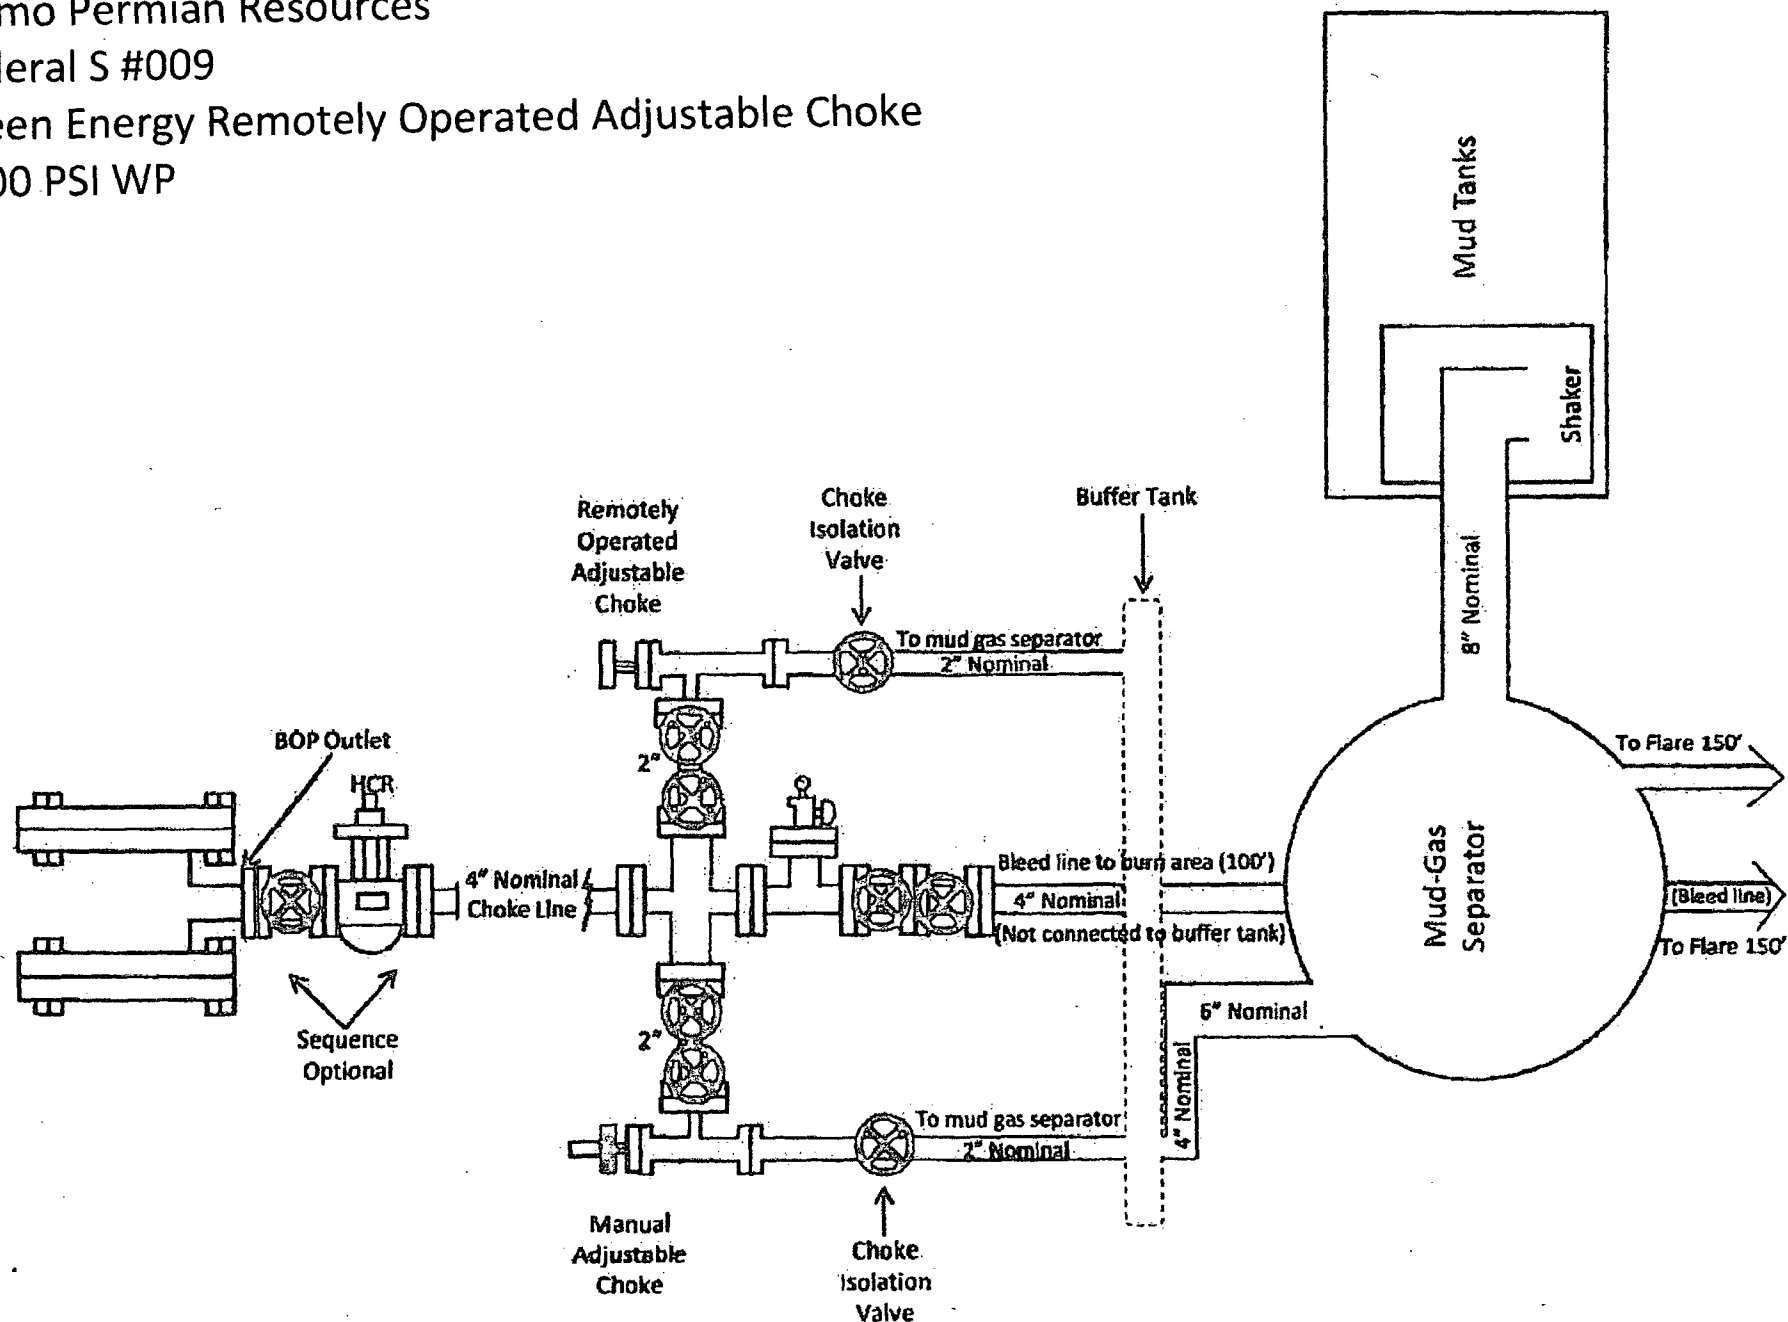 mo Permian Resources
leral S #009
een Energy Remotely Operated Adjustable Choke
00 PSI WP
Mud Tanks
Shaker
8" Nominal
Remotely
Operated
Adjustable
Choke
Choke
Isolation
Valve
Buffer Tank
To mud gas separator
2" Nominal
BOP Outlet
HCR
2"
To Flare 150'
4" Nominal
Choke Line
Bleed line to burn area (100')
4" Nominal
(Not connected to buffer tank)
Mud-Gas
Separator
(Bleed line)
To Flare 150'
6" Nominal
4" Nominal
Sequence
Optional
2"
To mud gas separator
2" Nominal
Manual
Adjustable
Choke
Choke
Isolation
Valve